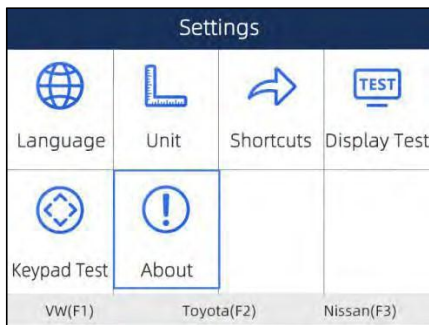 Settings
TEST
Language Unit Shortcuts Display Test
Keypad Test About
VW(F1) Toyota(F2) Nissan(F3)